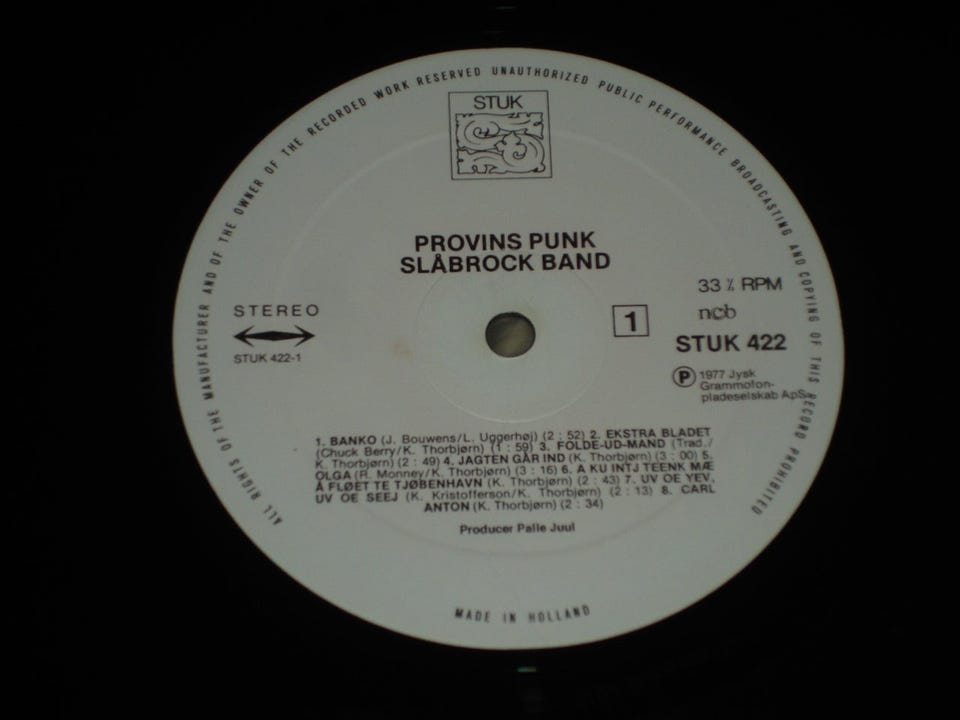 ALL RIGHTS OF THE MANUFACTURER AND OF THE OWNER OF THE RECORDED WORK RESERVED UNAUTHORIZED PUBLIC PERFORMANCE BROADCASTING AND COPYING OF THIS RECORD PROHIBITED
STUK
PROVINS PUNK
SLÅBROCK BAND
33⅓ RPM
STEREO
ncb
1
STUK 422
STUK 422-1
Ⓟ 1977 Jysk
Grammofon-
pladeselskab ApS
1. BANKO (J. Bouwens/L. Uggerhøj) (2 : 52) 2. EKSTRA BLADET
(Chuck Berry/K. Thorbjørn) (1 : 59) 3. FOLDE-UD-MAND (Trad./
K. Thorbjørn) (2 : 49) 4. JAGTEN GÅR IND (K. Thorbjørn) (3 : 00) 5.
OLGA (R. Monney/K. Thorbjørn) (3 : 16) 6. A KU INTJ TEENK MÆ
Å FLØET TE TJØBENHAVN (K. Thorbjørn) (2 : 43) 7. UV OE YEV,
UV OE SEEJ (K. Kristofferson/K. Thorbjørn) (2 : 13) 8. CARL
ANTON (K. Thorbjørn) (2 : 34)
Producer Palle Juul
MADE IN HOLLAND